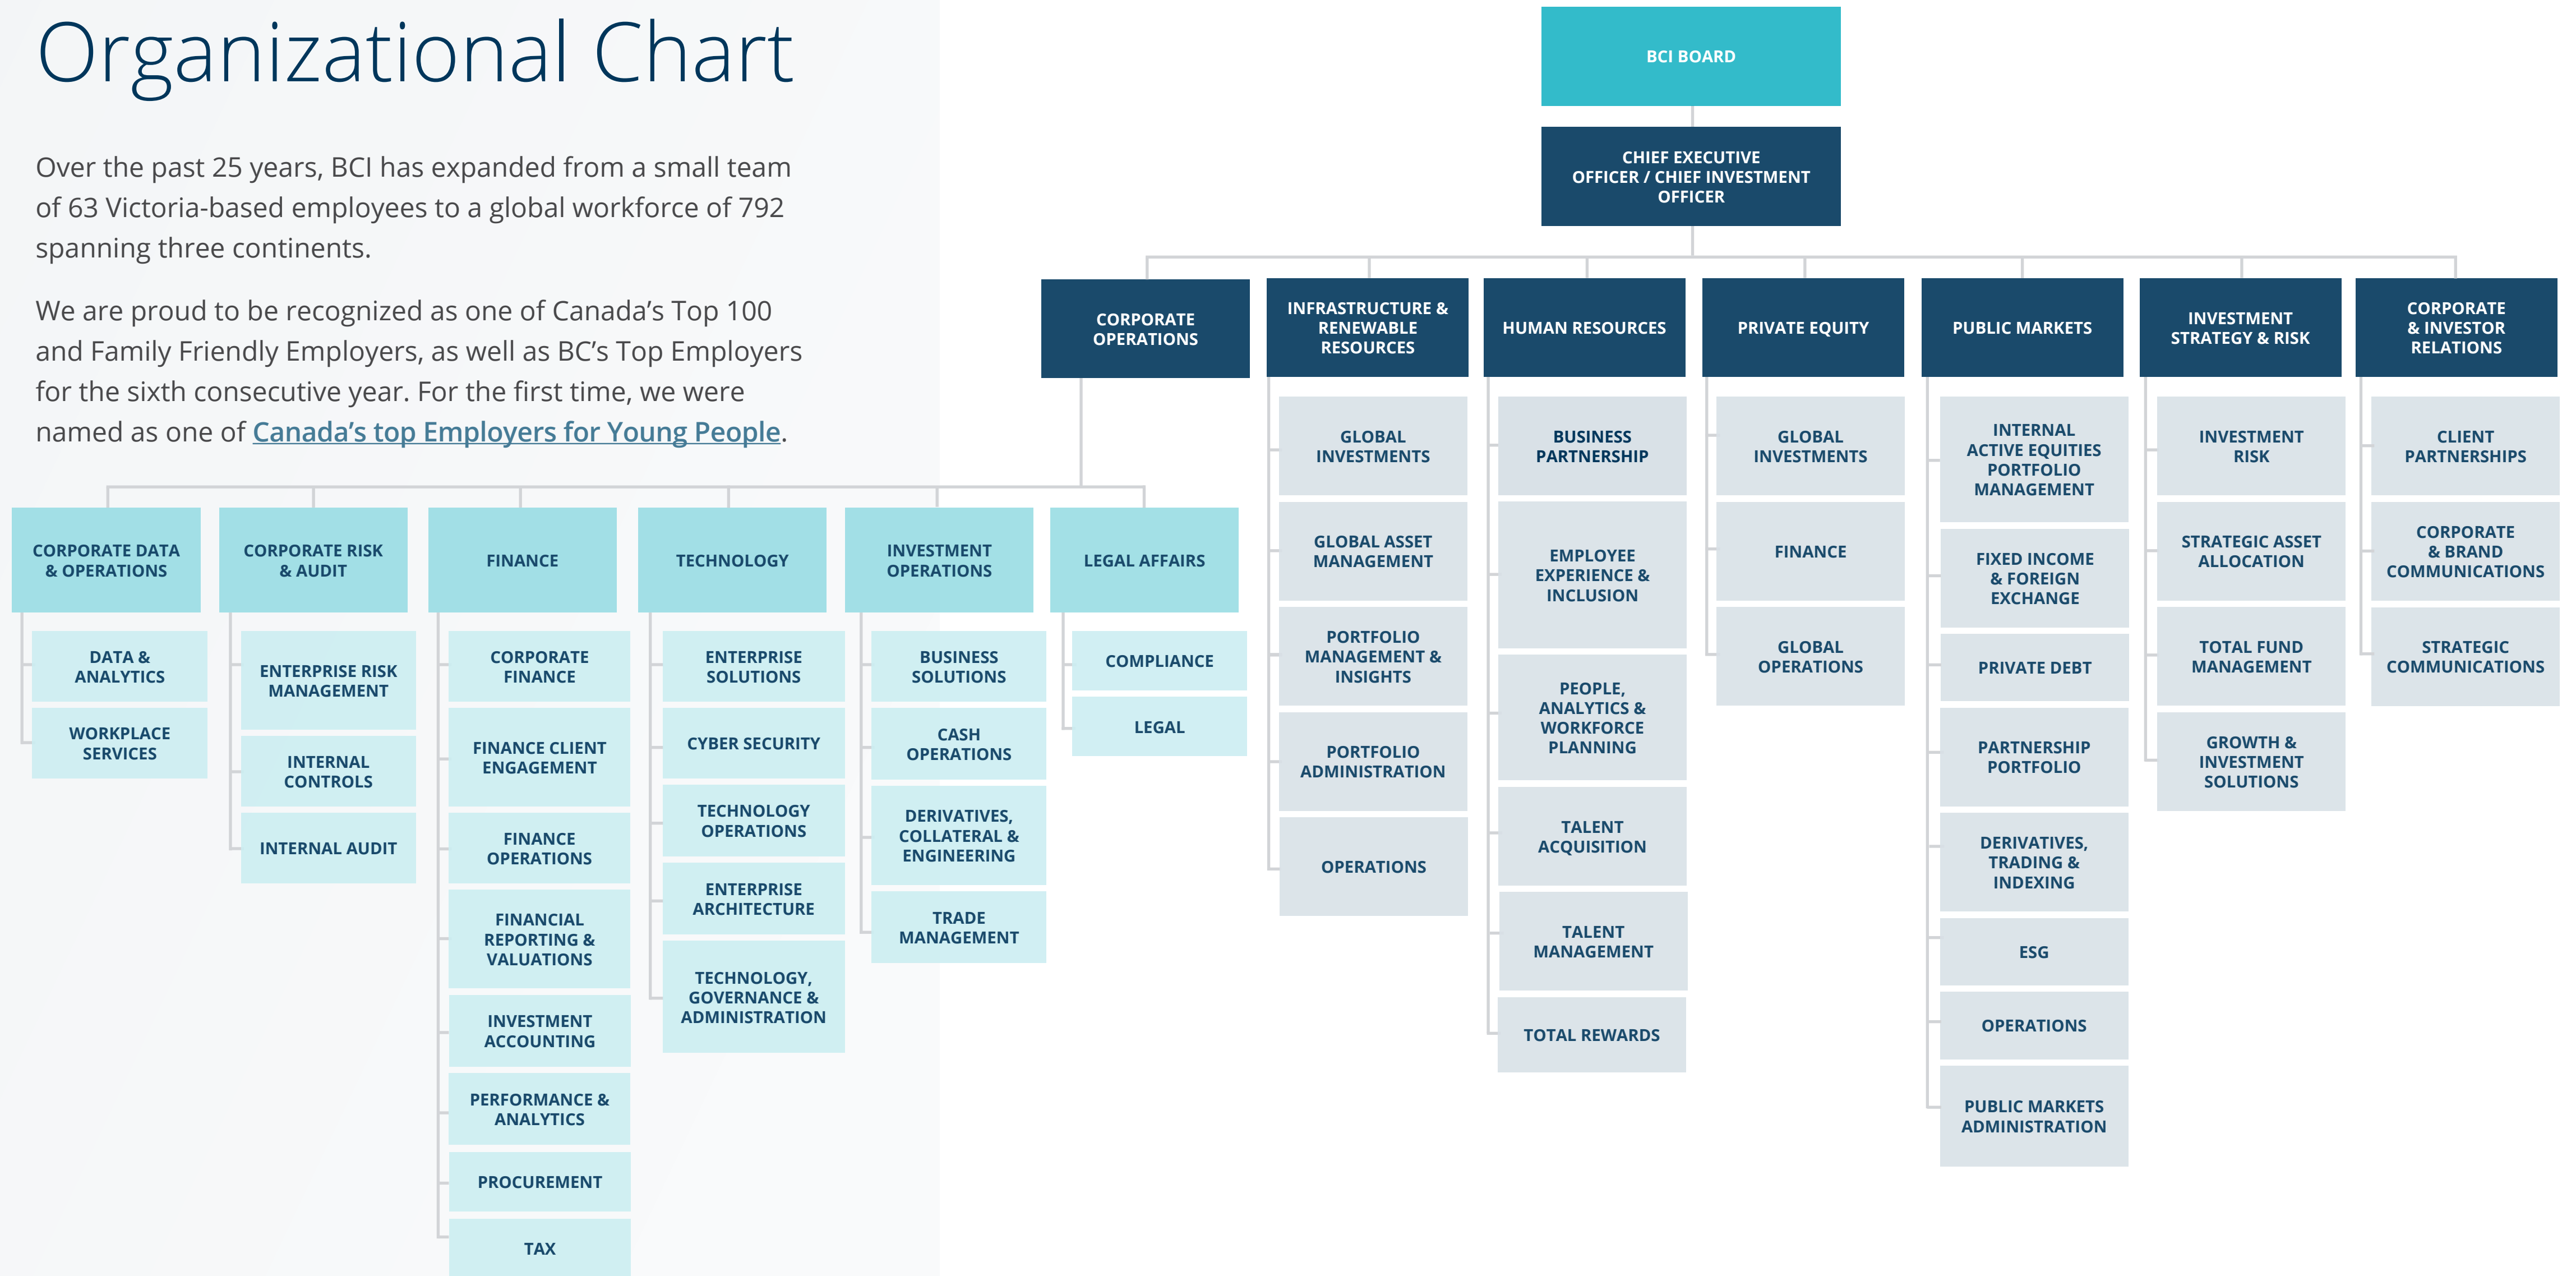 Organizational Chart
Over the past 25 years, BCI has expanded from a small team
of 63 Victoria-based employees to a global workforce of 792
spanning three continents.
We are proud to be recognized as one of Canada’s Top 100
and Family Friendly Employers, as well as BC’s Top Employers
for the sixth consecutive year. For the first time, we were
named as one of Canada’s top Employers for Young People.
BCI BOARD
CHIEF EXECUTIVE
OFFICER / CHIEF INVESTMENT
OFFICER
CORPORATE
OPERATIONS
INFRASTRUCTURE &
RENEWABLE
RESOURCES
HUMAN RESOURCES
PRIVATE EQUITY
PUBLIC MARKETS
INVESTMENT
STRATEGY & RISK
CORPORATE
& INVESTOR
RELATIONS
CORPORATE DATA
& OPERATIONS
DATA &
ANALYTICS
WORKPLACE
SERVICES
CORPORATE RISK
& AUDIT
ENTERPRISE RISK
MANAGEMENT
INTERNAL
CONTROLS
INTERNAL AUDIT
FINANCE
CORPORATE
FINANCE
FINANCE CLIENT
ENGAGEMENT
FINANCE
OPERATIONS
FINANCIAL
REPORTING &
VALUATIONS
INVESTMENT
ACCOUNTING
PERFORMANCE &
ANALYTICS
PROCUREMENT
TAX
TECHNOLOGY
ENTERPRISE
SOLUTIONS
CYBER SECURITY
TECHNOLOGY
OPERATIONS
ENTERPRISE
ARCHITECTURE
TECHNOLOGY,
GOVERNANCE &
ADMINISTRATION
INVESTMENT
OPERATIONS
BUSINESS
SOLUTIONS
CASH
OPERATIONS
DERIVATIVES,
COLLATERAL &
ENGINEERING
TRADE
MANAGEMENT
LEGAL AFFAIRS
COMPLIANCE
LEGAL
GLOBAL
INVESTMENTS
GLOBAL ASSET
MANAGEMENT
PORTFOLIO
MANAGEMENT &
INSIGHTS
PORTFOLIO
ADMINISTRATION
OPERATIONS
BUSINESS
PARTNERSHIP
EMPLOYEE
EXPERIENCE &
INCLUSION
PEOPLE,
ANALYTICS &
WORKFORCE
PLANNING
TALENT
ACQUISITION
TALENT
MANAGEMENT
TOTAL REWARDS
GLOBAL
INVESTMENTS
FINANCE
GLOBAL
OPERATIONS
INTERNAL
ACTIVE EQUITIES
PORTFOLIO
MANAGEMENT
FIXED INCOME
& FOREIGN
EXCHANGE
PRIVATE DEBT
PARTNERSHIP
PORTFOLIO
DERIVATIVES,
TRADING &
INDEXING
ESG
OPERATIONS
PUBLIC MARKETS
ADMINISTRATION
INVESTMENT
RISK
STRATEGIC ASSET
ALLOCATION
TOTAL FUND
MANAGEMENT
GROWTH &
INVESTMENT
SOLUTIONS
CLIENT
PARTNERSHIPS
CORPORATE
& BRAND
COMMUNICATIONS
STRATEGIC
COMMUNICATIONS